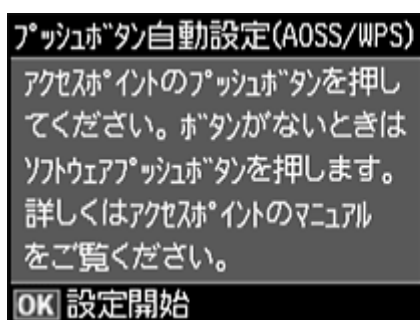 プッシュボタン自動設定(AOSS/WPS)
アクセスポイントのプッシュボタンを押し
てください。ボタンがないときは
ソフトウェアプッシュボタンを押します。
詳しくはアクセスポイントのマニュアル
をご覧ください。
OK 設定開始